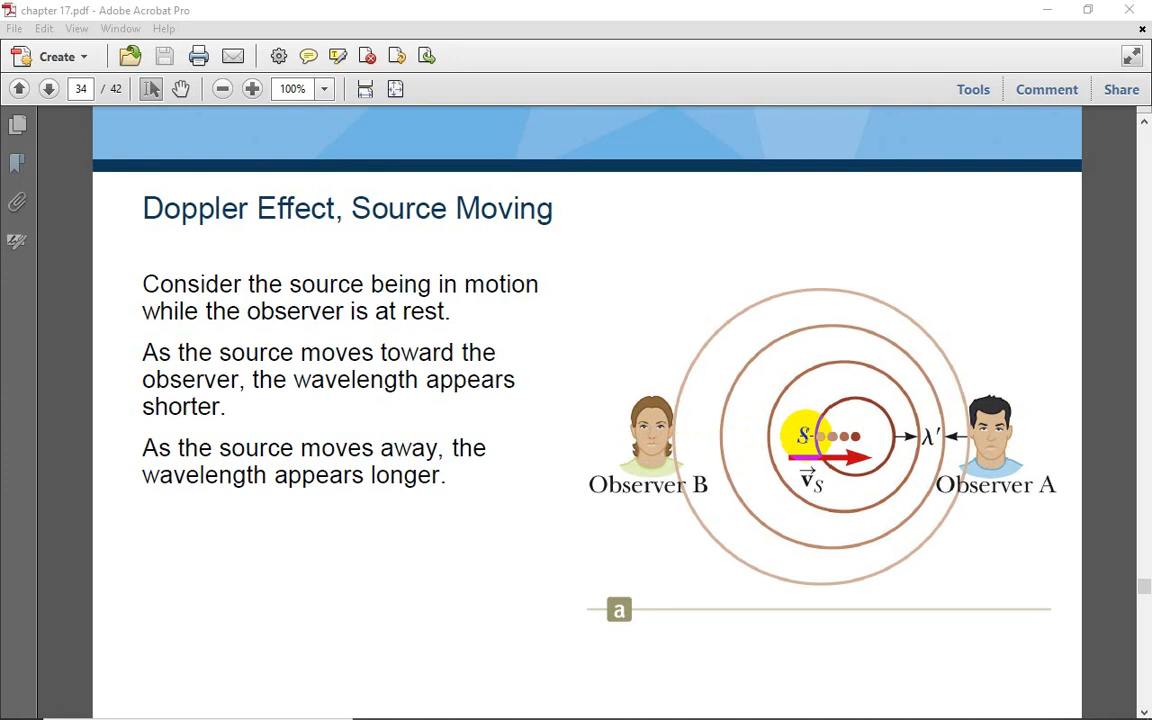 chapter 17.pdf - Adobe Acrobat Pro
File Edit View Window Help
Create
34 / 42 100% Tools Comment Share
Doppler Effect, Source Moving
Consider the source being in motion
while the observer is at rest.
As the source moves toward the
observer, the wavelength appears
shorter.
As the source moves away, the
wavelength appears longer.
S λ′
v⃗S
Observer B Observer A
a